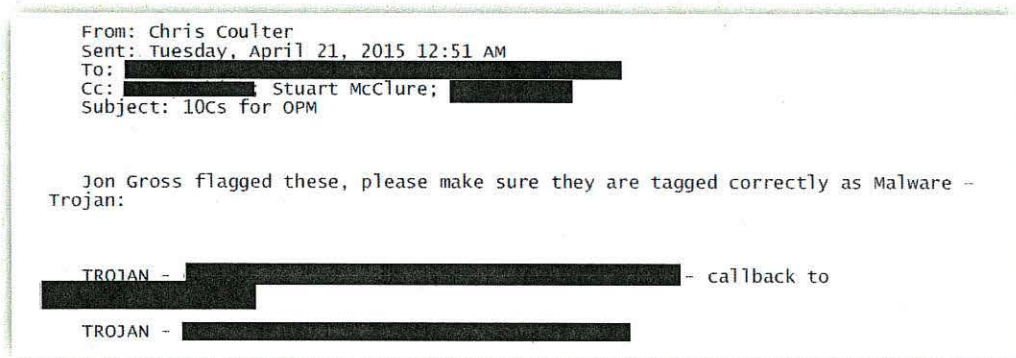 From: Chris Coulter
Sent: Tuesday, April 21, 2015 12:51 AM
To:
Cc: ; Stuart McClure;
Subject: IOCs for OPM
Jon Gross flagged these, please make sure they are tagged correctly as Malware –
Trojan:
TROJAN - - callback to
TROJAN -